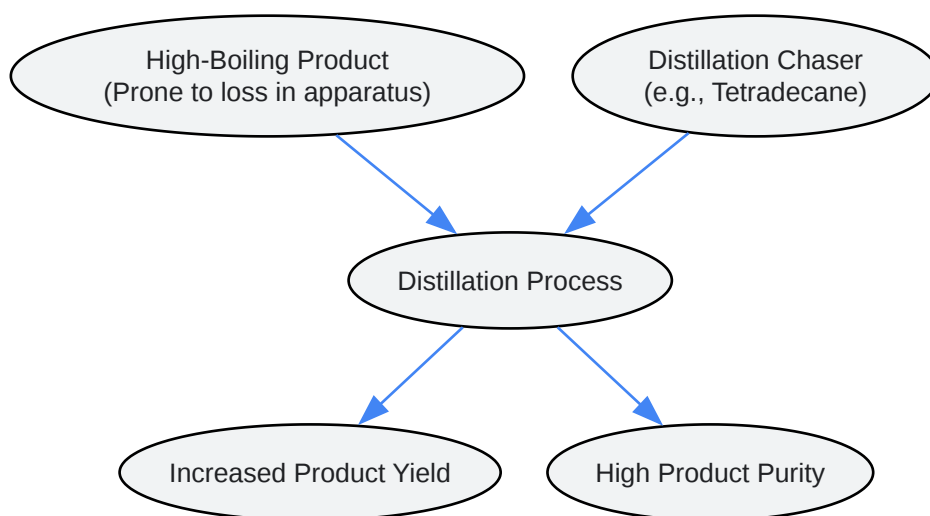 High-Boiling Product
(Prone to loss in apparatus)
Distillation Chaser
(e.g., Tetradecane)
Distillation Process
Increased Product Yield
High Product Purity